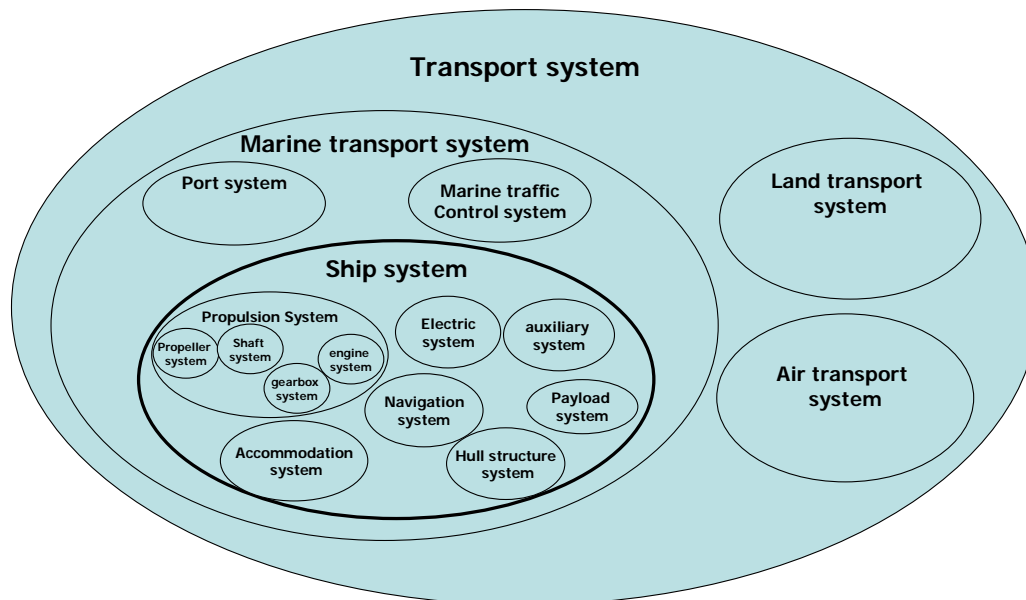 Transport system
Marine transport system
Port system
Marine traffic
Control system
Land transport
system
Ship system
Propulsion System
Propeller
system
Shaft
system
engine
system
gearbox
system
Electric
system
auxiliary
system
Air transport
system
Navigation
system
Payload
system
Accommodation
system
Hull structure
system